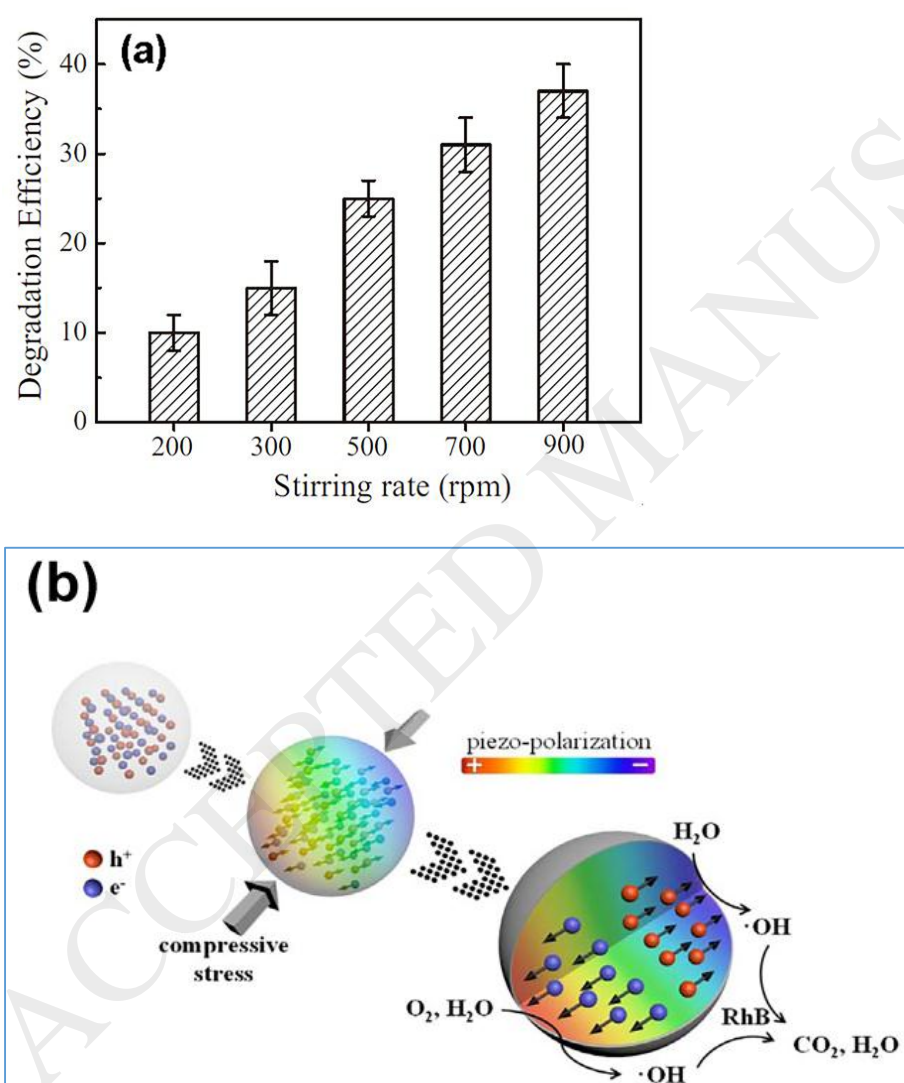 (a)
Degradation Efficiency (%)
40
30
20
10
0
200 300 500 700 900
Stirring rate (rpm)
(b)
piezo-polarization
+ −
h+
e-
compressive
stress
H2O
·OH
O2, H2O
RhB
CO2, H2O
·OH
ACCEPTED MANUS